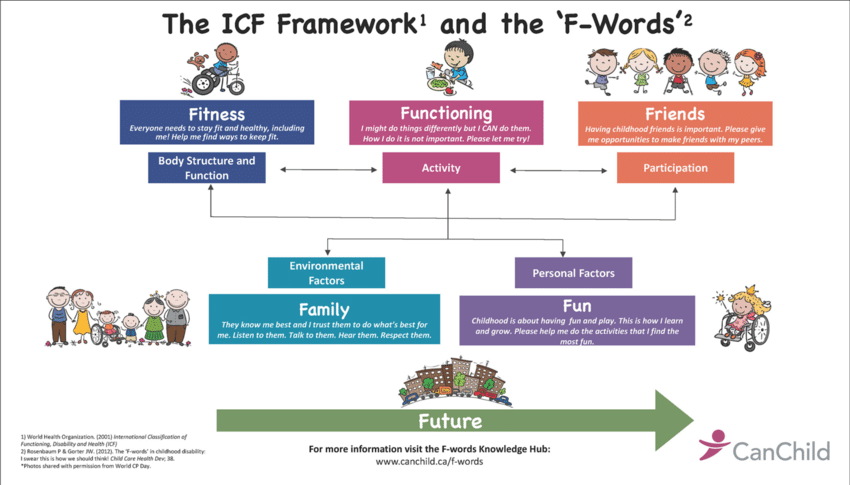 The ICF Framework¹ and the ‘F-Words’²
Fitness
Everyone needs to stay fit and healthy, including
me! Help me find ways to keep fit.
Functioning
I might do things differently but I CAN do them.
How I do it is not important. Please let me try!
Friends
Having childhood friends is important. Please give
me opportunities to make friends with my peers.
Body Structure and
Function
Activity
Participation
Environmental
Factors
Personal Factors
Family
They know me best and I trust them to do what’s best for
me. Listen to them. Talk to them. Hear them. Respect them.
Fun
Childhood is about having fun and play. This is how I learn
and grow. Please help me do the activities that I find the
most fun.
Future
1) World Health Organization. (2001) International Classification of
Functioning, Disability and Health (ICF)
2) Rosenbaum P & Gorter JW. (2012). The ‘F-words’ in childhood disability:
I swear this is how we should think! Child Care Health Dev; 38.
*Photos shared with permission from World CP Day.
For more information visit the F-words Knowledge Hub:
www.canchild.ca/f-words
CanChild